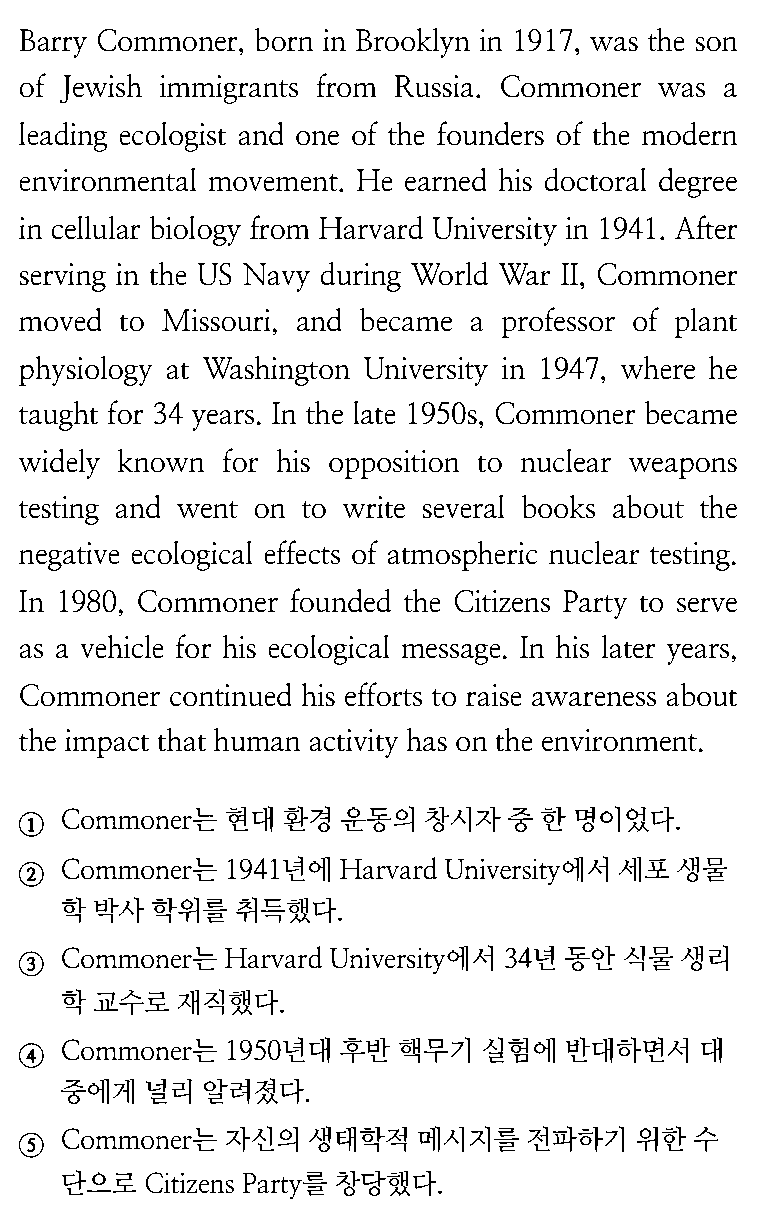 Barry Commoner, born in Brooklyn in 1917, was the son
of Jewish immigrants from Russia. Commoner was a
leading ecologist and one of the founders of the modern
environmental movement. He earned his doctoral degree
in cellular biology from Harvard University in 1941. After
serving in the US Navy during World War II, Commoner
moved to Missouri, and became a professor of plant
physiology at Washington University in 1947, where he
taught for 34 years. In the late 1950s, Commoner became
widely known for his opposition to nuclear weapons
testing and went on to write several books about the
negative ecological effects of atmospheric nuclear testing.
In 1980, Commoner founded the Citizens Party to serve
as a vehicle for his ecological message. In his later years,
Commoner continued his efforts to raise awareness about
the impact that human activity has on the environment.
① Commoner는 현대 환경 운동의 창시자 중 한 명이었다.
② Commoner는 1941년에 Harvard University에서 세포 생물
학 박사 학위를 취득했다.
③ Commoner는 Harvard University에서 34년 동안 식물 생리
학 교수로 재직했다.
④ Commoner는 1950년대 후반 핵무기 실험에 반대하면서 대
중에게 널리 알려졌다.
⑤ Commoner는 자신의 생태학적 메시지를 전파하기 위한 수
단으로 Citizens Party를 창당했다.